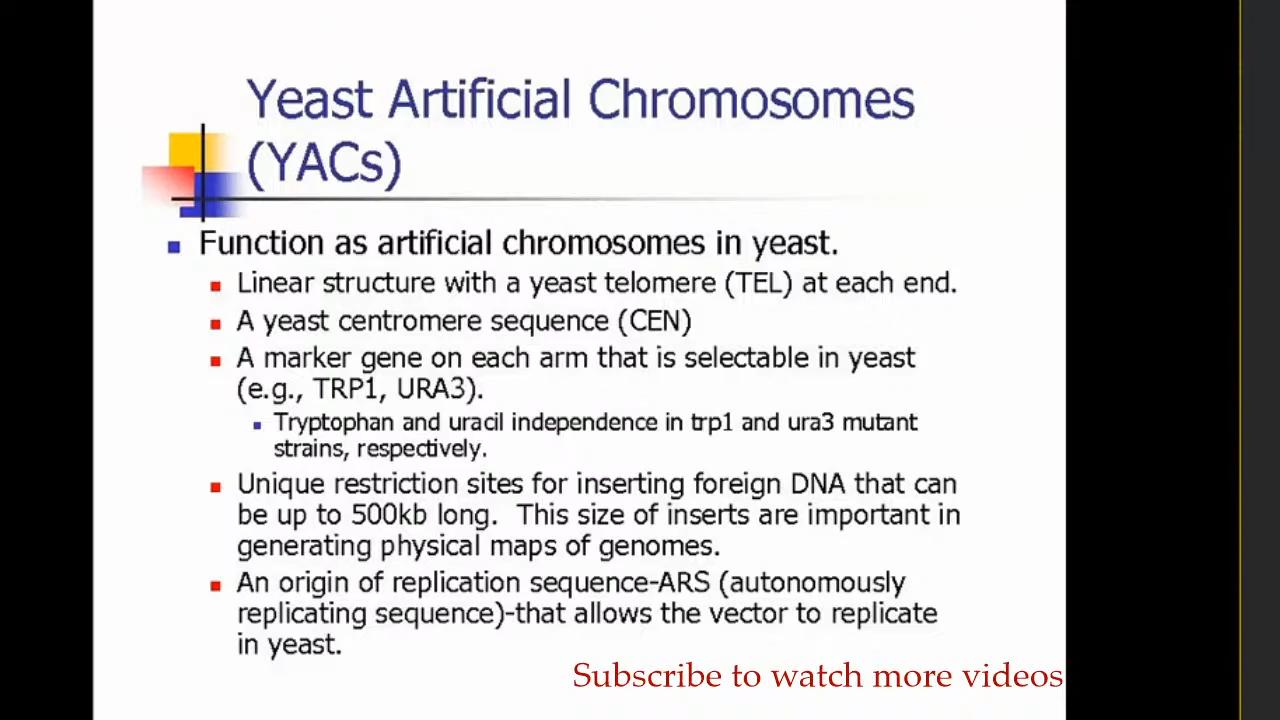 Yeast Artificial Chromosomes
(YACs)
Function as artificial chromosomes in yeast.
Linear structure with a yeast telomere (TEL) at each end.
A yeast centromere sequence (CEN)
A marker gene on each arm that is selectable in yeast
(e.g., TRP1, URA3).
Tryptophan and uracil independence in trp1 and ura3 mutant
strains, respectively.
Unique restriction sites for inserting foreign DNA that can
be up to 500kb long.  This size of inserts are important in
generating physical maps of genomes.
An origin of replication sequence-ARS (autonomously
replicating sequence)-that allows the vector to replicate
in yeast.
Subscribe to watch more videos